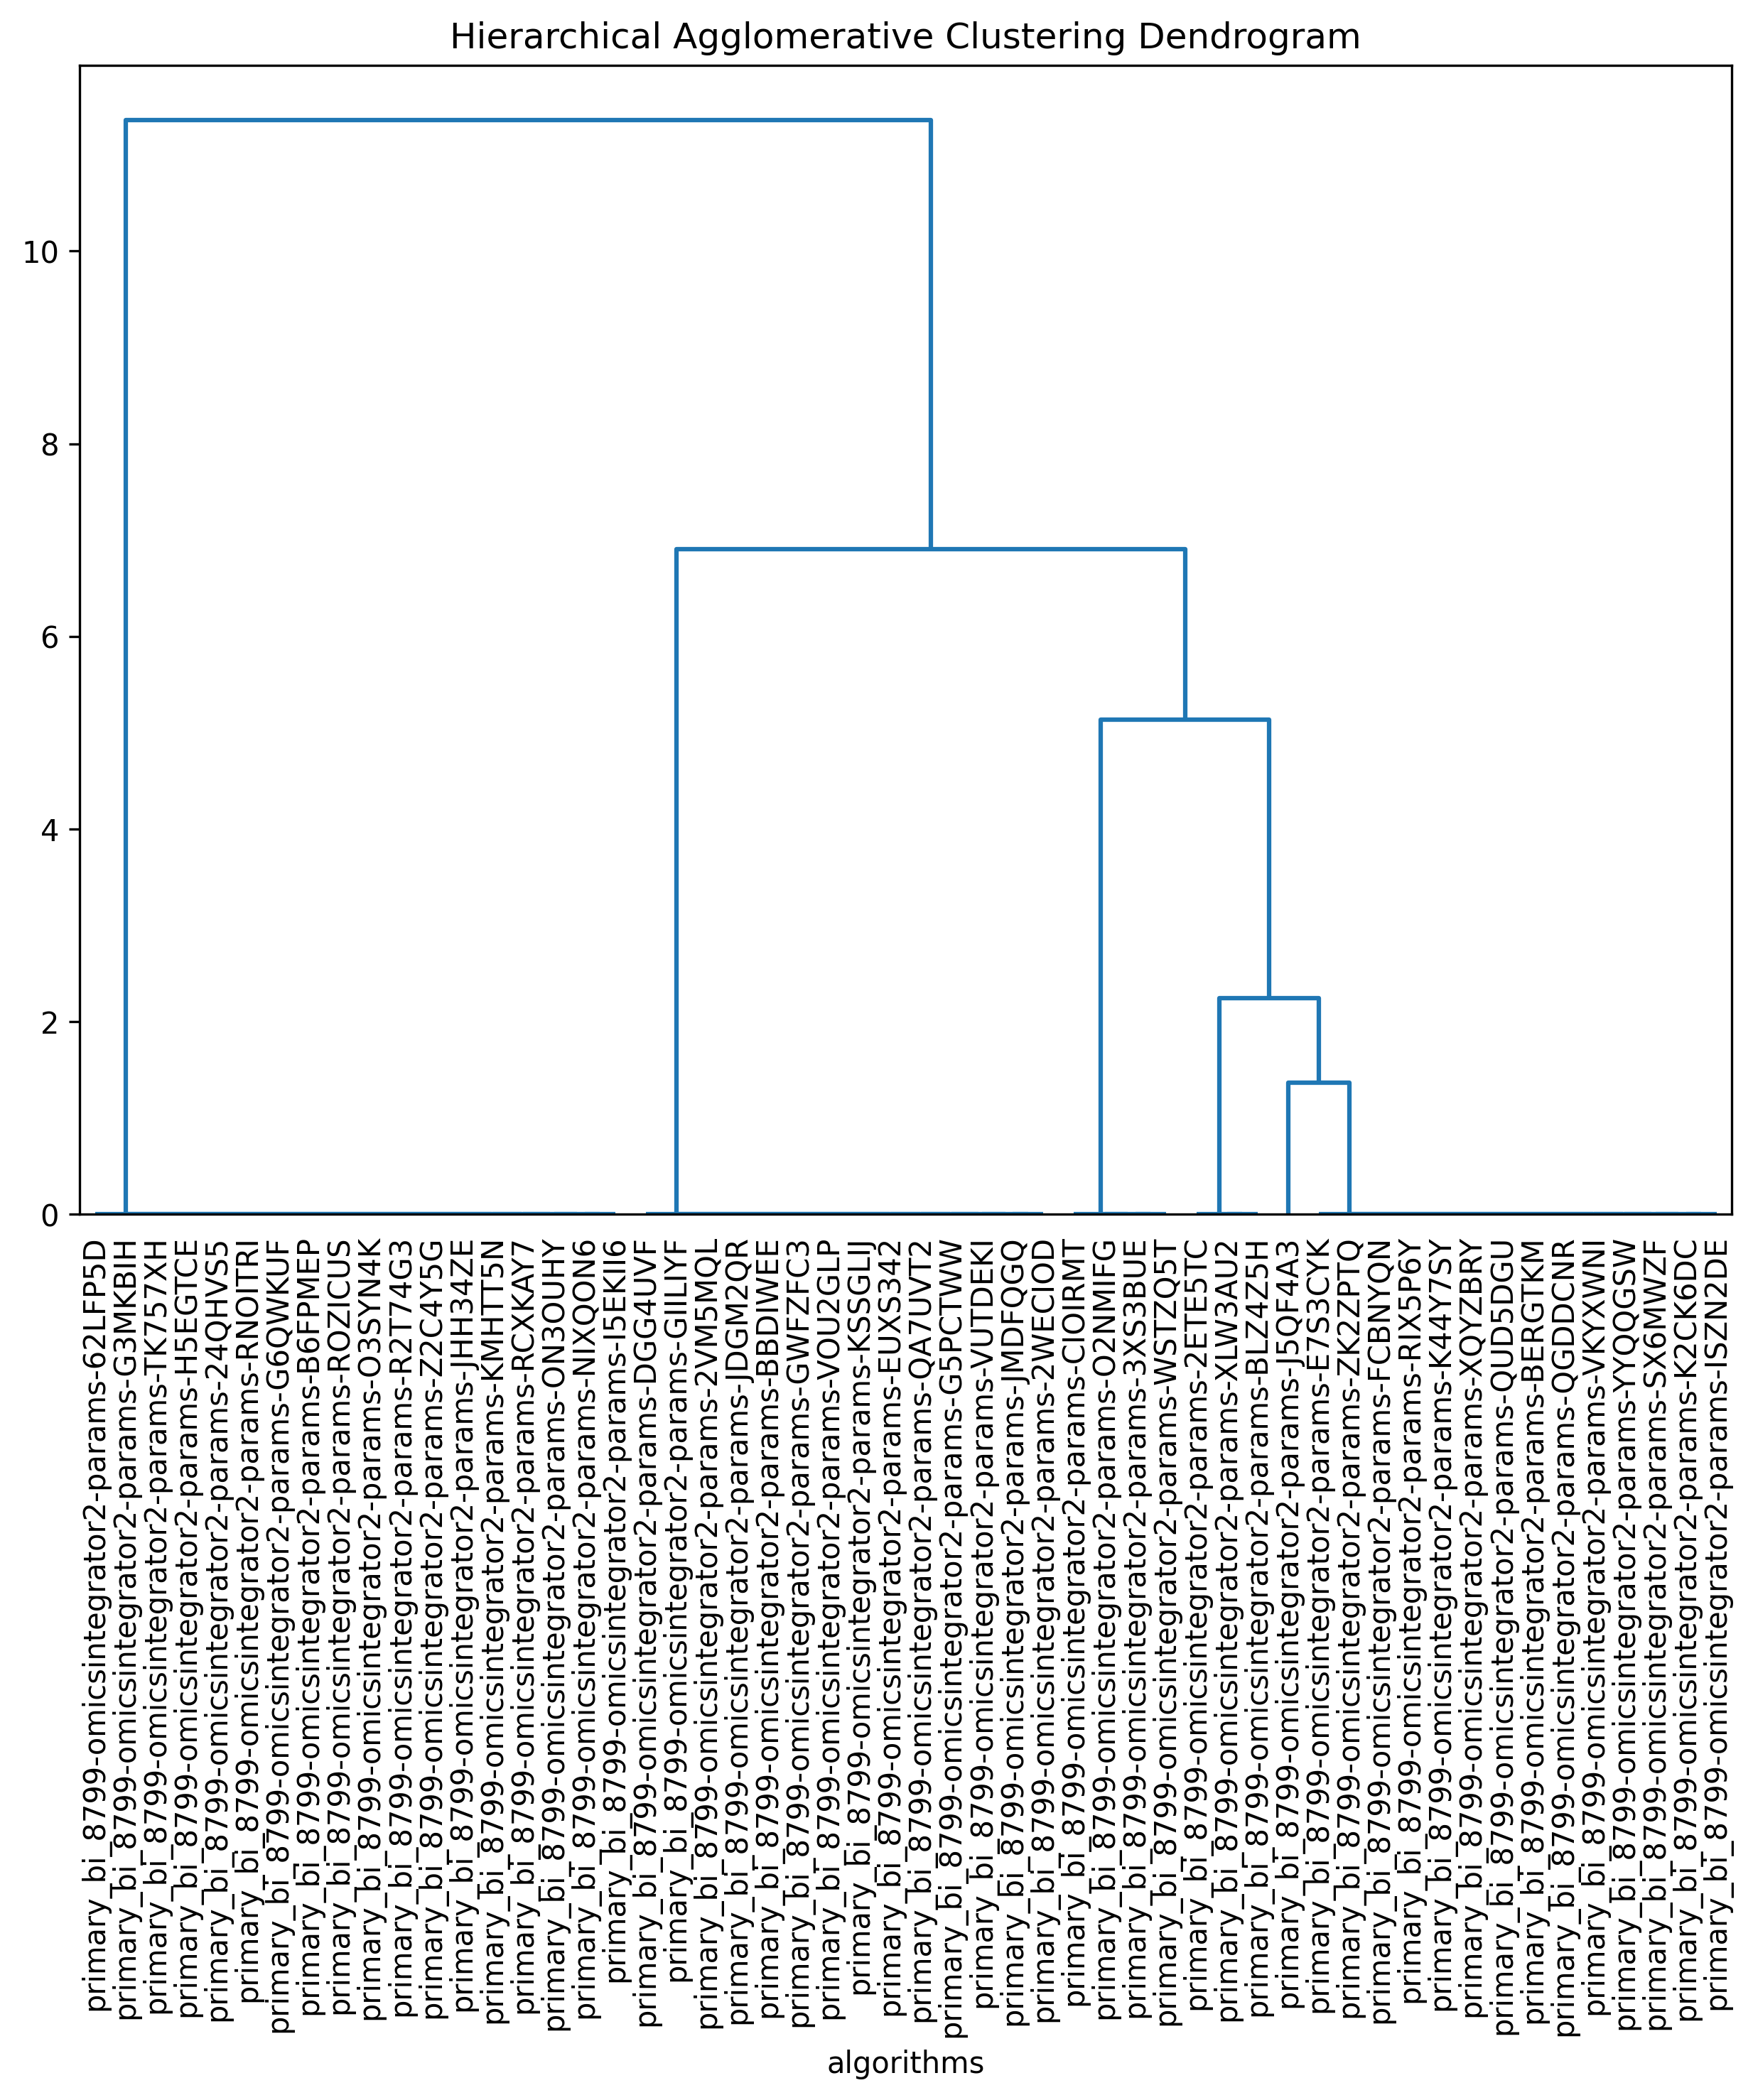 Hierarchical Agglomerative Clustering Dendrogram
10
8
6
4
2
0
primary_bi_8799-omicsintegrator2-params-62LFP5D
primary_bi_8799-omicsintegrator2-params-G3MKBIH
primary_bi_8799-omicsintegrator2-params-TK757XH
primary_bi_8799-omicsintegrator2-params-H5EGTCE
primary_bi_8799-omicsintegrator2-params-24QHVS5
primary_bi_8799-omicsintegrator2-params-RNOITRI
primary_bi_8799-omicsintegrator2-params-G6QWKUF
primary_bi_8799-omicsintegrator2-params-B6FPMEP
primary_bi_8799-omicsintegrator2-params-ROZICUS
primary_bi_8799-omicsintegrator2-params-O3SYN4K
primary_bi_8799-omicsintegrator2-params-R2T74G3
primary_bi_8799-omicsintegrator2-params-Z2C4Y5G
primary_bi_8799-omicsintegrator2-params-JHH34ZE
primary_bi_8799-omicsintegrator2-params-KMHTT5N
primary_bi_8799-omicsintegrator2-params-RCXKAY7
primary_bi_8799-omicsintegrator2-params-ON3OUHY
primary_bi_8799-omicsintegrator2-params-NIXQON6
primary_bi_8799-omicsintegrator2-params-I5EKII6
primary_bi_8799-omicsintegrator2-params-DGG4UVF
primary_bi_8799-omicsintegrator2-params-GIILIYF
primary_bi_8799-omicsintegrator2-params-2VM5MQL
primary_bi_8799-omicsintegrator2-params-JDGM2QR
primary_bi_8799-omicsintegrator2-params-BBDIWEE
primary_bi_8799-omicsintegrator2-params-GWFZFC3
primary_bi_8799-omicsintegrator2-params-VOU2GLP
primary_bi_8799-omicsintegrator2-params-KSSGLIJ
primary_bi_8799-omicsintegrator2-params-EUXS342
primary_bi_8799-omicsintegrator2-params-QA7UVT2
primary_bi_8799-omicsintegrator2-params-G5PCTWW
primary_bi_8799-omicsintegrator2-params-VUTDEKI
primary_bi_8799-omicsintegrator2-params-JMDFQGQ
primary_bi_8799-omicsintegrator2-params-2WECIOD
primary_bi_8799-omicsintegrator2-params-CIOIRMT
primary_bi_8799-omicsintegrator2-params-O2NMIFG
primary_bi_8799-omicsintegrator2-params-3XS3BUE
primary_bi_8799-omicsintegrator2-params-WSTZQ5T
primary_bi_8799-omicsintegrator2-params-2ETE5TC
primary_bi_8799-omicsintegrator2-params-XLW3AU2
primary_bi_8799-omicsintegrator2-params-BLZ4Z5H
primary_bi_8799-omicsintegrator2-params-J5QF4A3
primary_bi_8799-omicsintegrator2-params-E7S3CYK
primary_bi_8799-omicsintegrator2-params-ZK2ZPTQ
primary_bi_8799-omicsintegrator2-params-FCBNYQN
primary_bi_8799-omicsintegrator2-params-RIX5P6Y
primary_bi_8799-omicsintegrator2-params-K44Y7SY
primary_bi_8799-omicsintegrator2-params-XQYZBRY
primary_bi_8799-omicsintegrator2-params-QUD5DGU
primary_bi_8799-omicsintegrator2-params-BERGTKM
primary_bi_8799-omicsintegrator2-params-QGDDCNR
primary_bi_8799-omicsintegrator2-params-VKYXWNI
primary_bi_8799-omicsintegrator2-params-YYQQGSW
primary_bi_8799-omicsintegrator2-params-SX6MWZF
primary_bi_8799-omicsintegrator2-params-K2CK6DC
primary_bi_8799-omicsintegrator2-params-ISZN2DE
algorithms